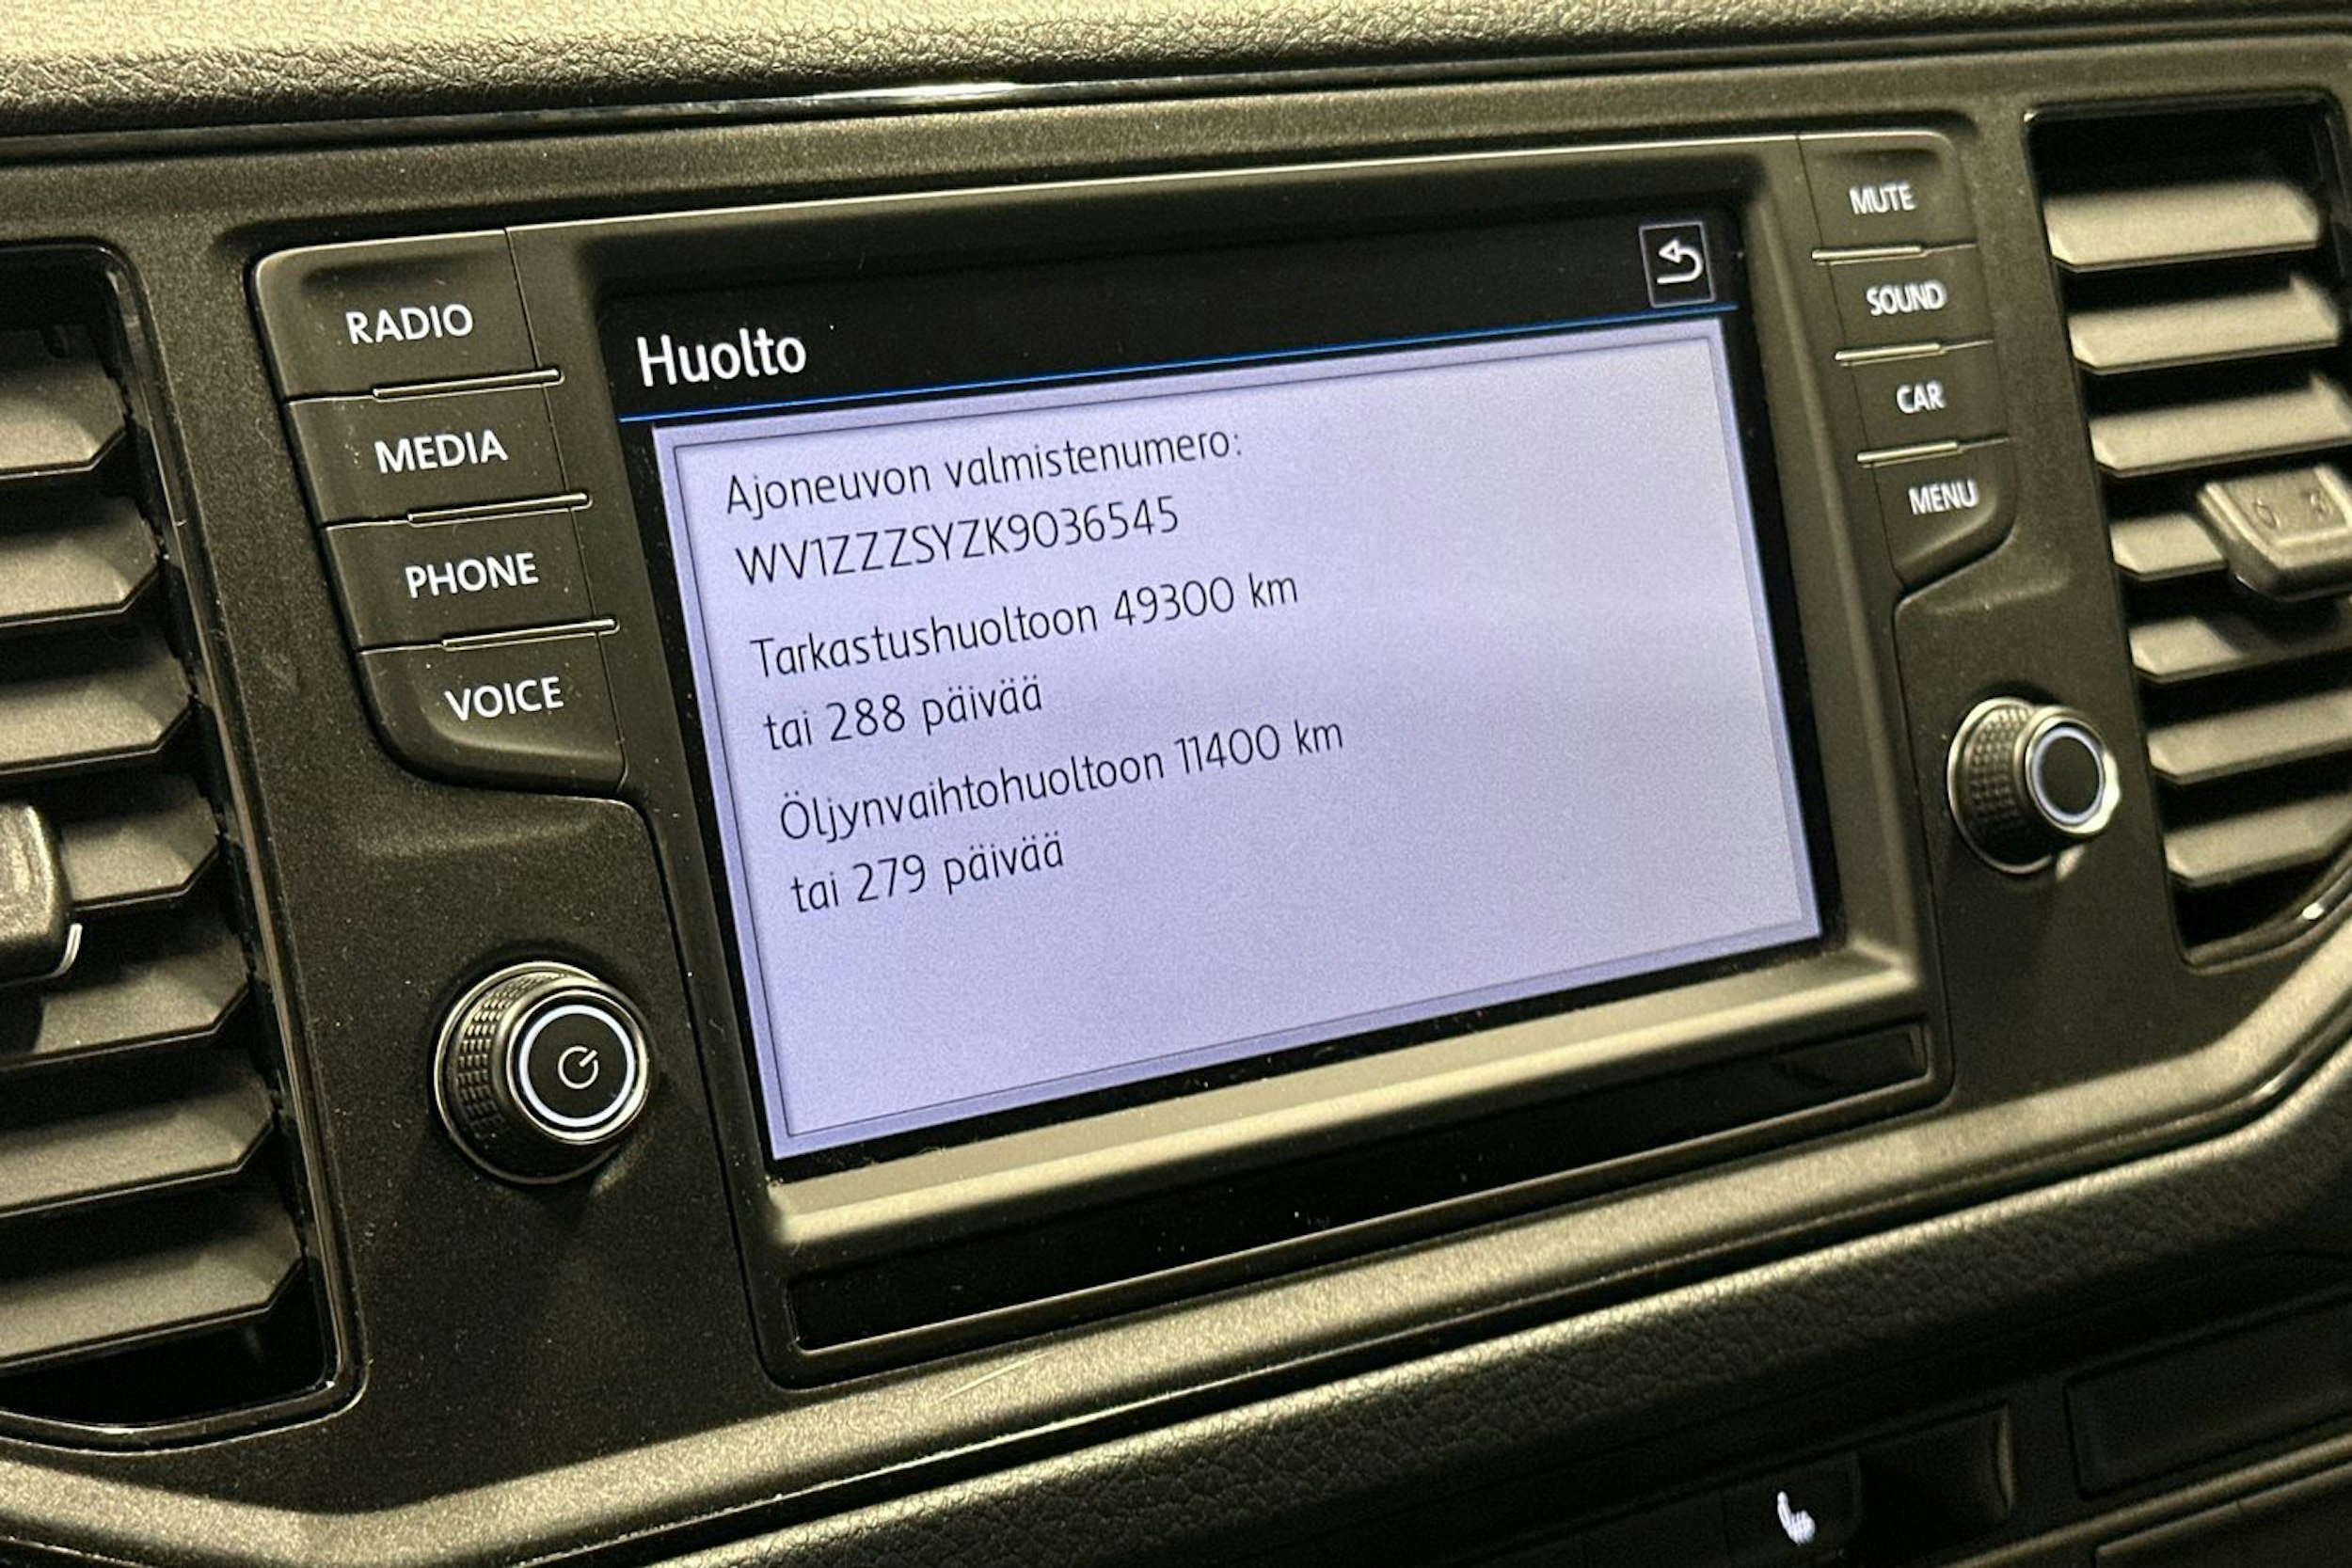 RADIO
MEDIA
PHONE
VOICE
Huolto
Ajoneuvon valmistenumero:
WV1ZZZSYZK9036545
Tarkastushuoltoon 49300 km
tai 288 päivää
Öljynvaihtohuoltoon 11400 km
tai 279 päivää
MUTE
SOUND
CAR
MENU